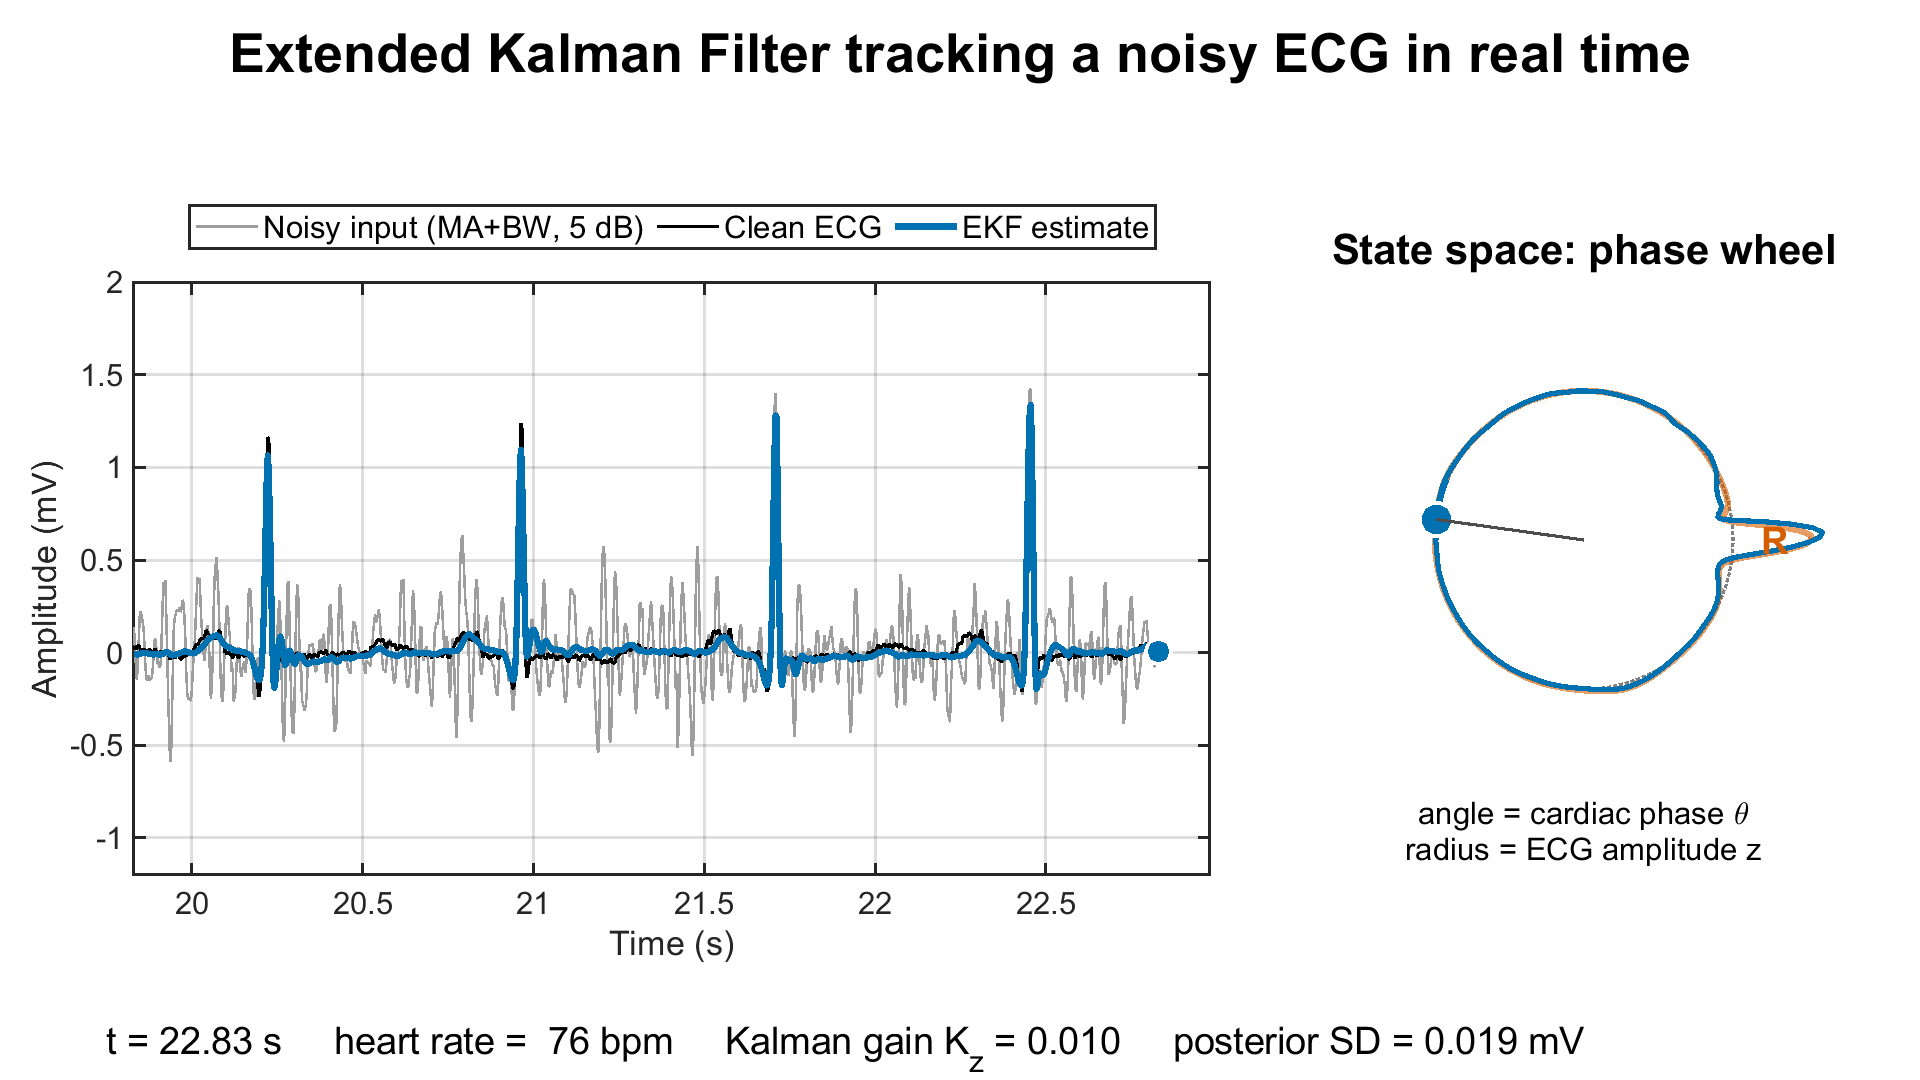 Extended Kalman Filter tracking a noisy ECG in real time
Noisy input (MA+BW, 5 dB) Clean ECG EKF estimate
State space: phase wheel
2
1.5
1
0.5
0
-0.5
-1
Amplitude (mV)
20 20.5 21 21.5 22 22.5
Time (s)
R
angle = cardiac phase θ
radius = ECG amplitude z
t = 22.83 s heart rate = 76 bpm Kalman gain K_z = 0.010 posterior SD = 0.019 mV